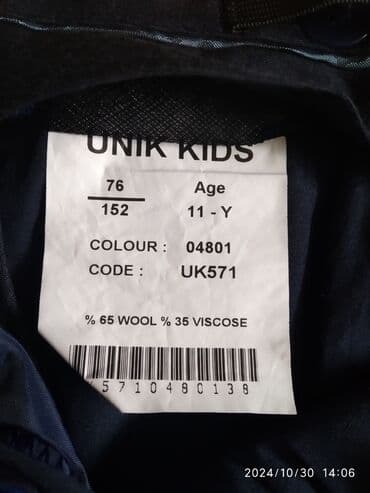 UNIK KIDS
76 Age
152 11 - Y
COLOUR : 04801
CODE : UK571
% 65 WOOL % 35 VISCOSE
5710480138
2024/10/30 14:06